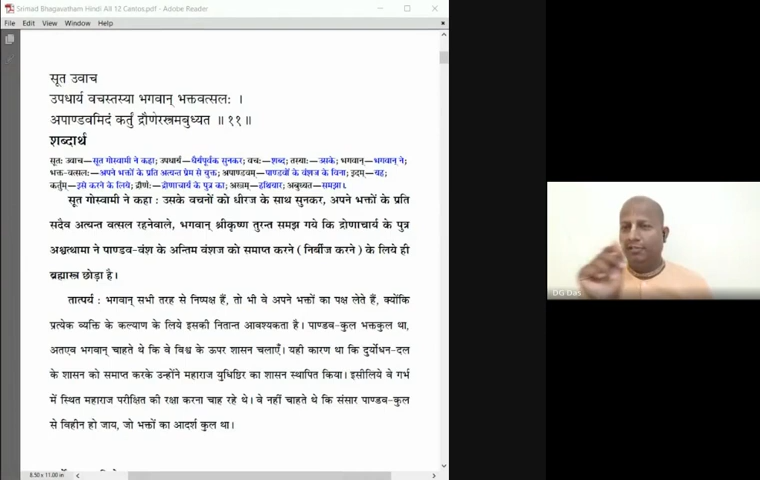 Srimad Bhagavatham Hindi All 12 Cantos.pdf - Adobe Reader
File Edit View Window Help
सूत उवाच
उपधार्य वचस्तस्या भगवान् भक्तवत्सलः ।
अपाण्डवमिदं कर्तुं द्रौणेरस्त्रमबुध्यत ॥ ११॥
शब्दार्थ
सूतः उवाच—सूत गोस्वामी ने कहा; उपधार्य—धैर्यपूर्वक सुनकर; वचः—शब्द; तस्याः—उसके; भगवान्—भगवान् ने;
भक्त-वत्सलः—अपने भक्तों के प्रति अत्यन्त प्रेम से युक्त; अपाण्डवम्—पाण्डवों के वंशज के बिना; इदम्—यह;
कर्तुम्—इसे करने के लिये; द्रौणेः—द्रोणाचार्य के पुत्र का; अस्त्रम्—हथियार; अबुध्यत—समझा।
सूत गोस्वामी ने कहा : उसके वचनों को धीरज के साथ सुनकर, अपने भक्तों के प्रति
सदैव अत्यन्त वत्सल रहनेवाले, भगवान् श्रीकृष्ण तुरन्त समझ गये कि द्रोणाचार्य के पुत्र
अश्वत्थामा ने पाण्डव-वंश के अन्तिम वंशज को समाप्त करने ( निर्बीज करने ) के लिये ही
ब्रह्मास्त्र छोड़ा है।
तात्पर्य : भगवान् सभी तरह से निष्पक्ष हैं, तो भी वे अपने भक्तों का पक्ष लेते हैं, क्योंकि
प्रत्येक व्यक्ति के कल्याण के लिये इसकी नितान्त आवश्यकता है। पाण्डव-कुल भक्तकुल था,
अतएव भगवान् चाहते थे कि वे विश्व के ऊपर शासन चलाएँ। यही कारण था कि दुर्योधन-दल
के शासन को समाप्त करके उन्होंने महाराज युधिष्ठिर का शासन स्थापित किया। इसीलिये वे गर्भ
में स्थित महाराज परीक्षित की रक्षा करना चाह रहे थे। वे नहीं चाहते थे कि संसार पाण्डव-कुल
से विहीन हो जाय, जो भक्तों का आदर्श कुल था।
8.50 x 11.00 in
DG Das